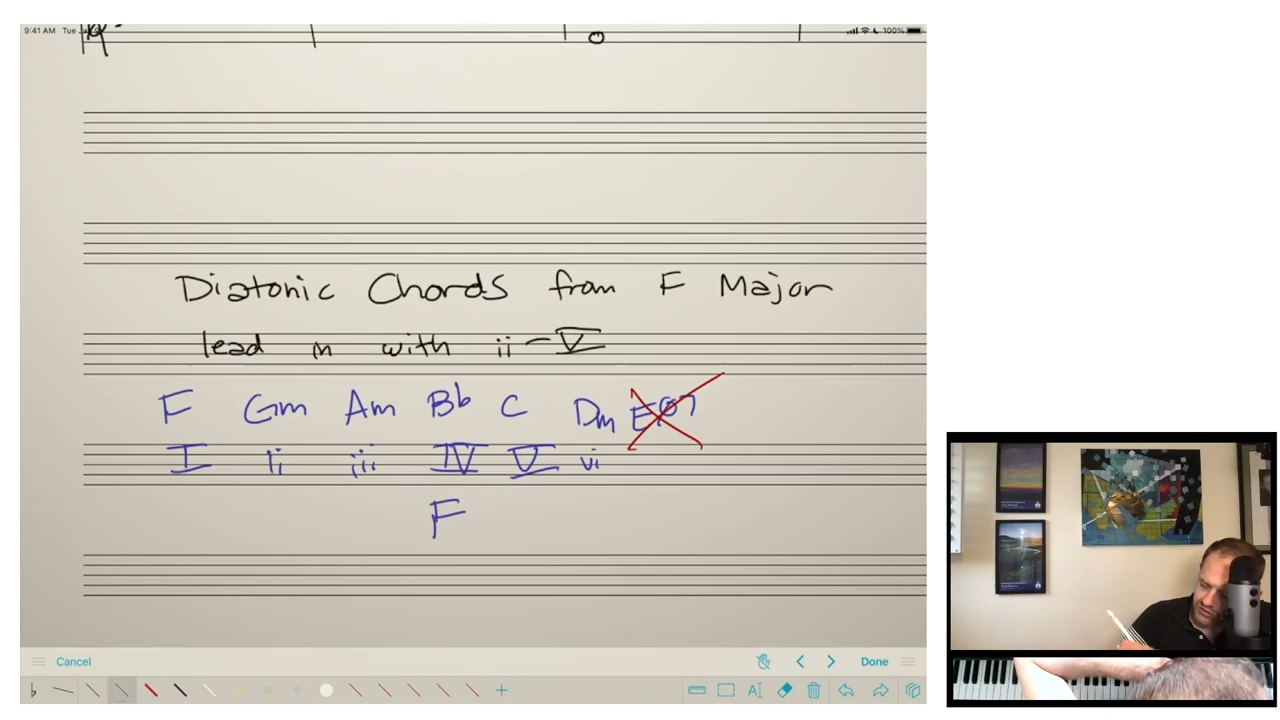 9:41 AM Tue 100%
Diatonic Chords from F Major
lead in with ii-V
F Gm Am Bb C Dm
I ii iii IV V vi
F
Cancel Done